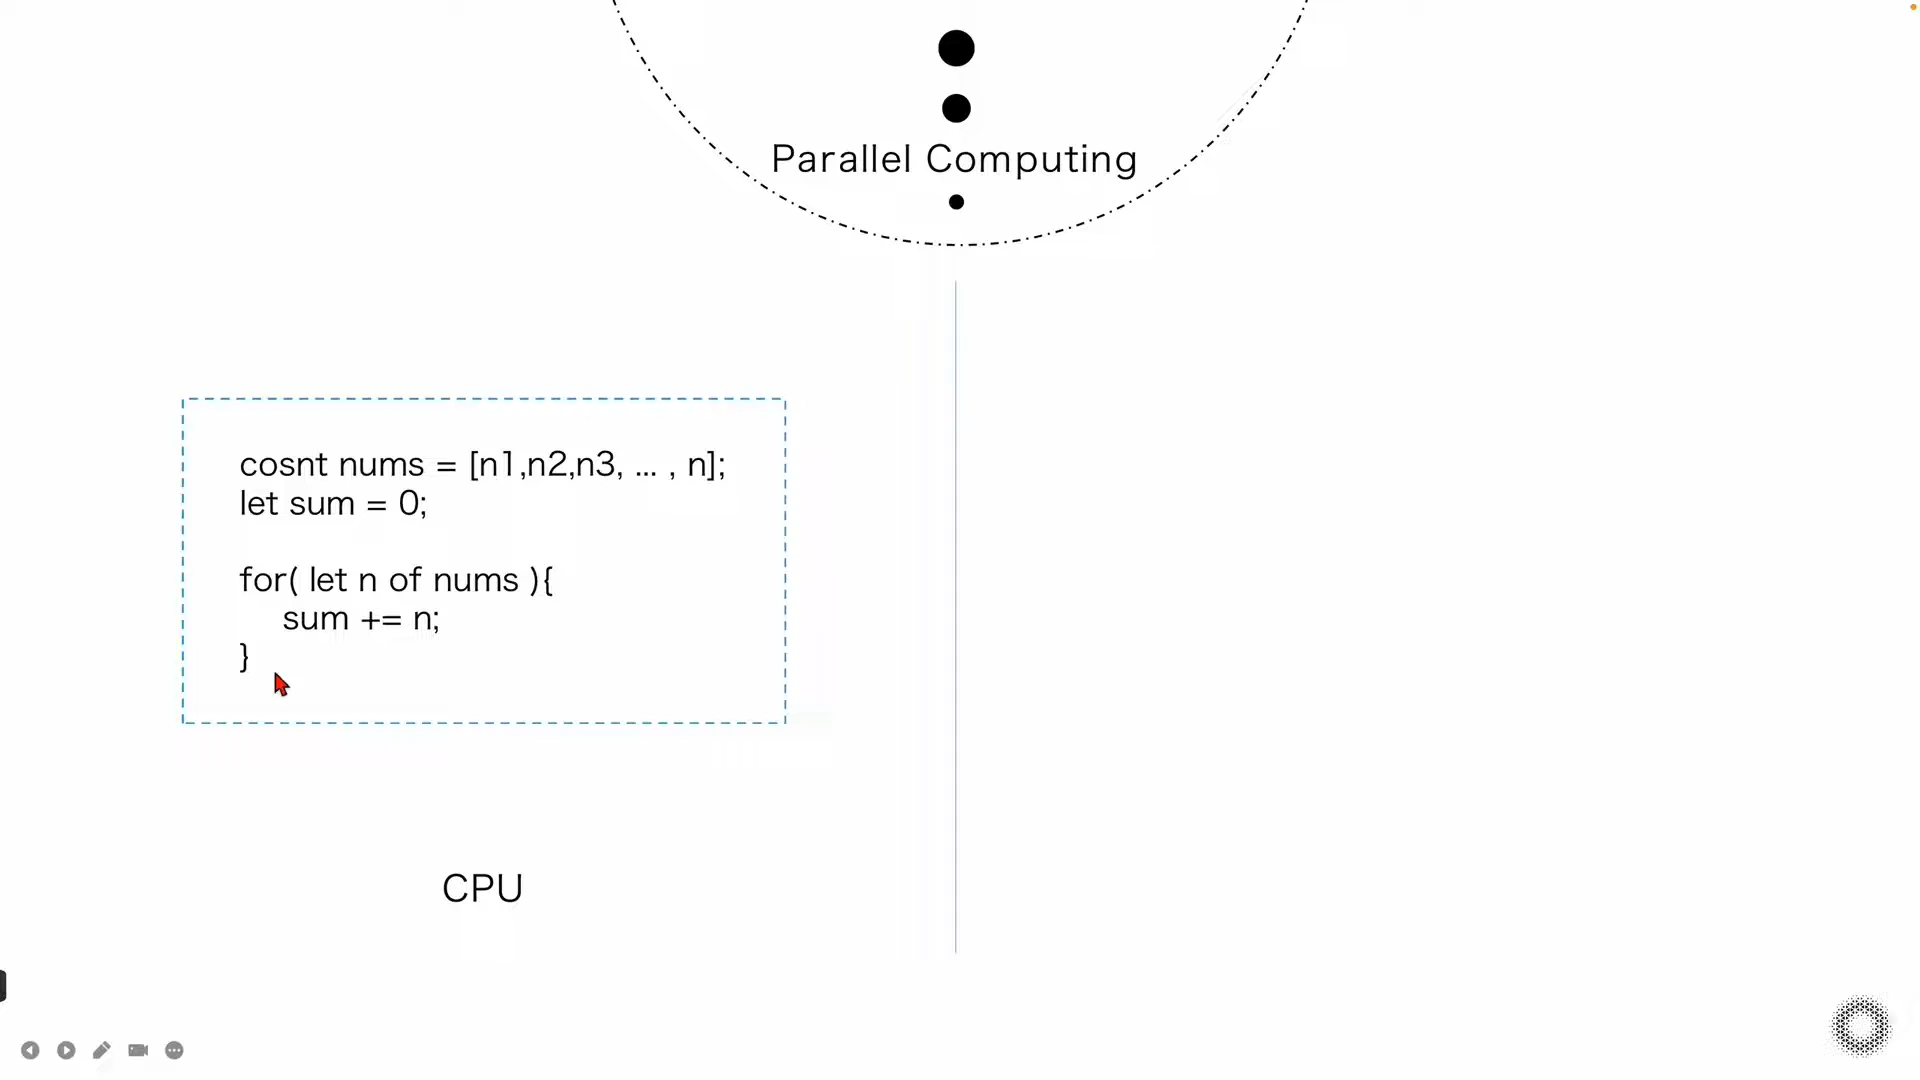 Parallel Computing
cosnt nums = [n1,n2,n3, ... , n];
let sum = 0;
for( let n of nums ){
sum += n;
}
CPU